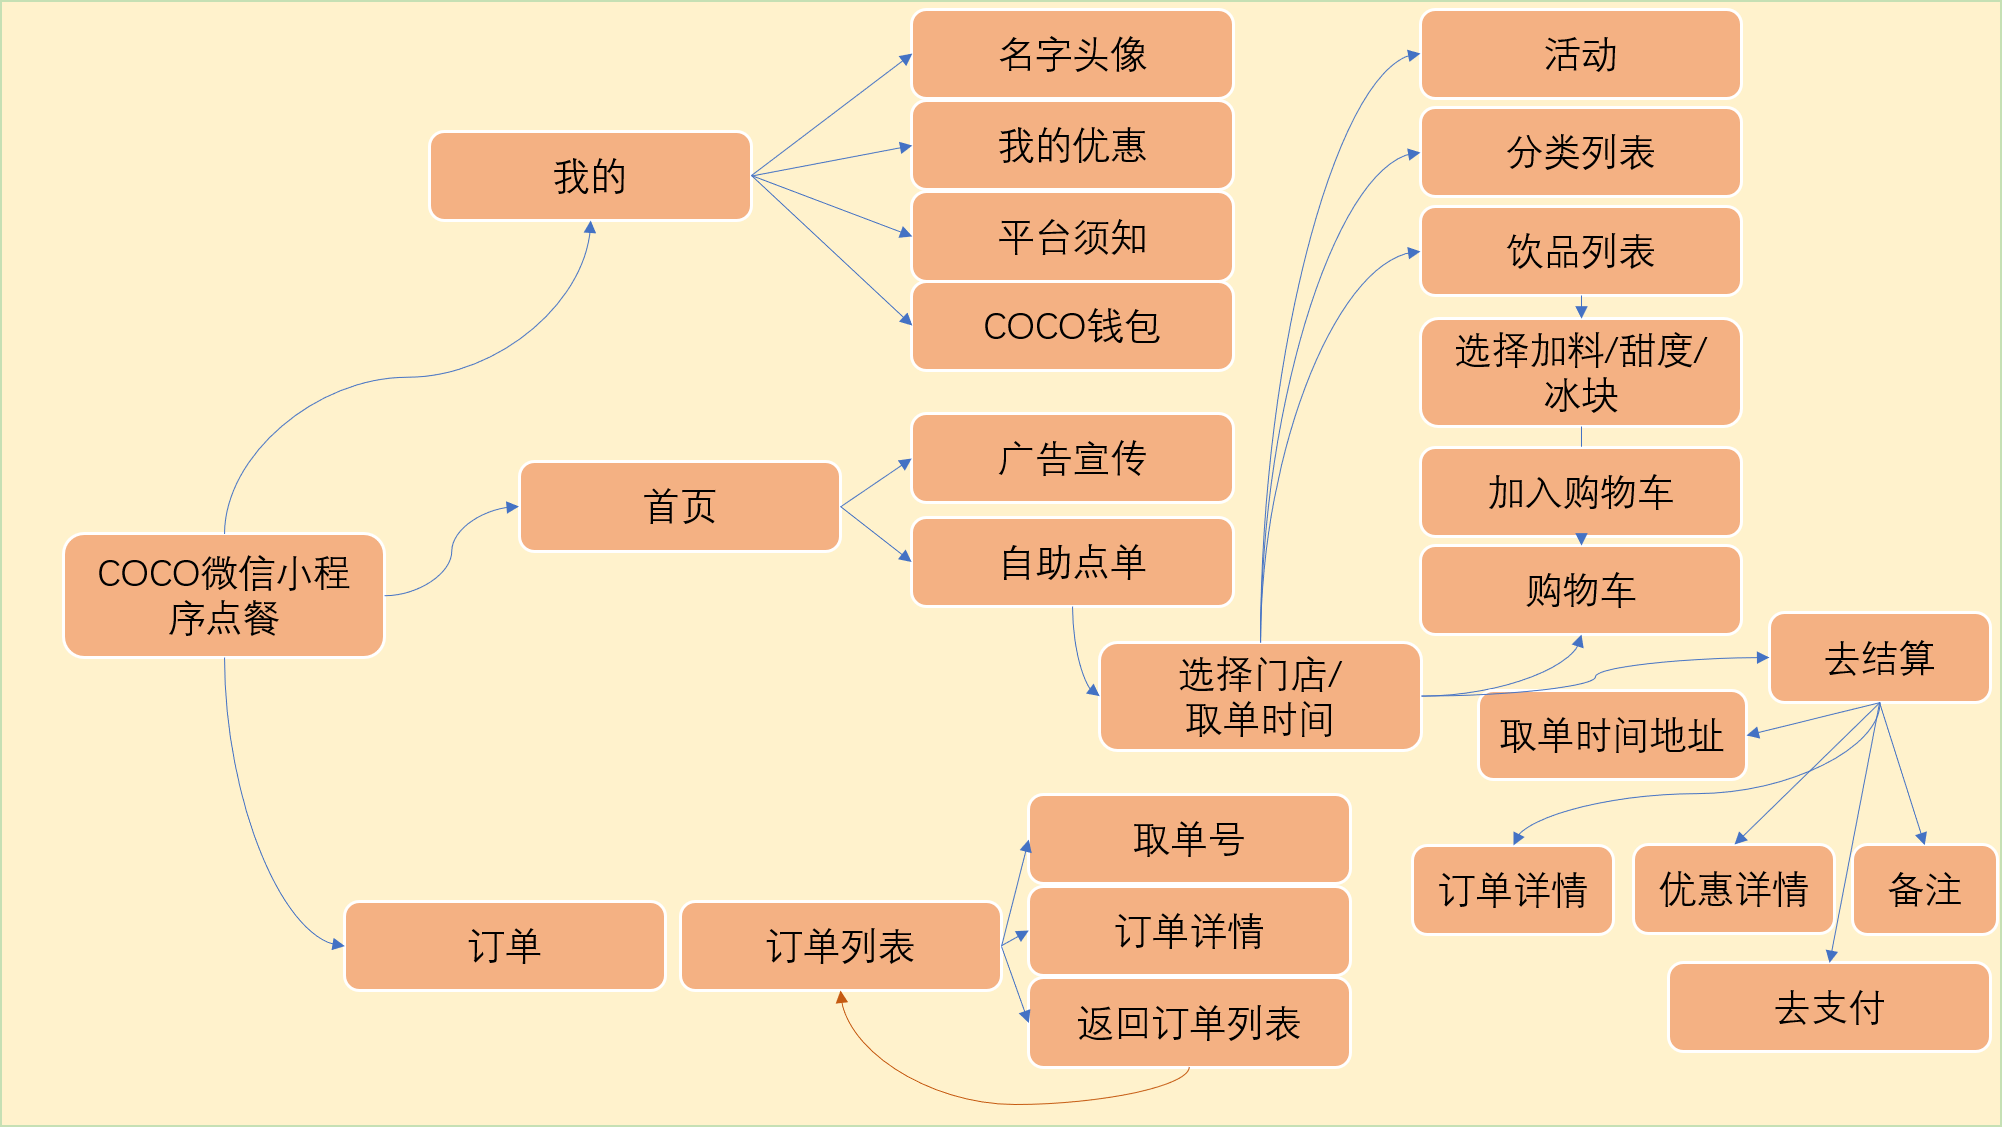 名字头像
我的优惠
平台须知
COCO钱包
我的
广告宣传
自助点单
首页
COCO微信小程
序点餐
活动
分类列表
饮品列表
选择加料/甜度/
冰块
加入购物车
购物车
选择门店/
取单时间
去结算
取单时间地址
订单详情
优惠详情
备注
去支付
订单
订单列表
取单号
订单详情
返回订单列表